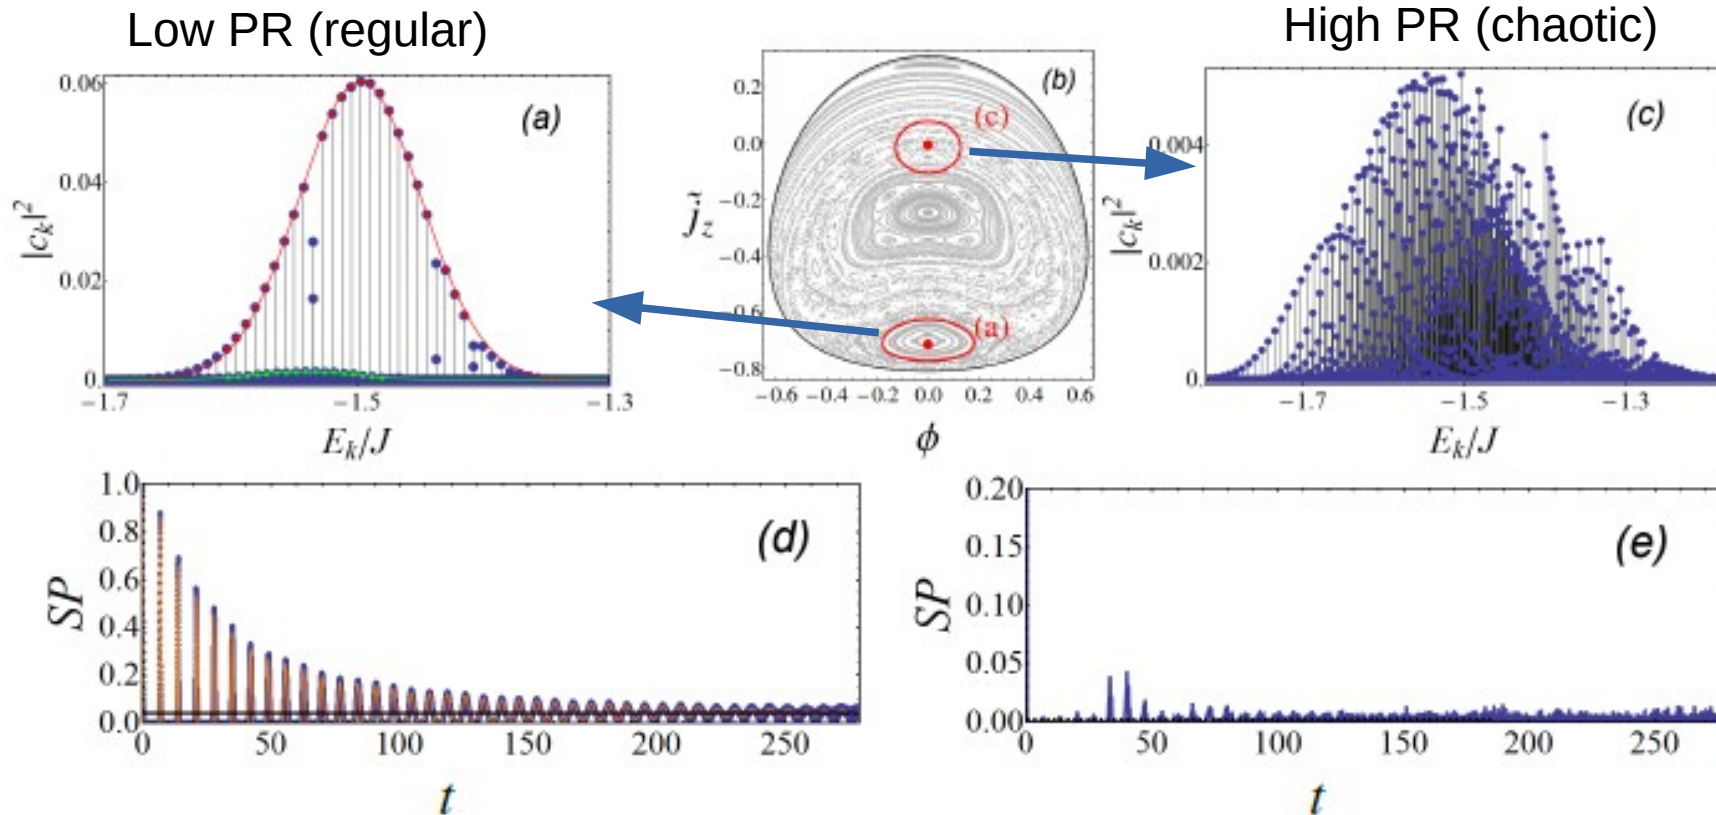 Low PR (regular)
High PR (chaotic)
0.06
0.04
0.02
0.
|c_k|^2
(a)
−1.7
−1.5
−1.3
E_k/J
0.2
0.0
−0.2
−0.4
−0.6
−0.8
j_z
(b)
(c)
(a)
−0.6
−0.4
−0.2
0.0
0.2
0.4
0.6
ϕ
0.004
0.002
0.
|c_k|^2
(c)
−1.7
−1.5
−1.3
E_k/J
1.0
0.8
0.6
0.4
0.2
0.0
SP
(d)
0
50
100
150
200
250
t
0.20
0.15
0.10
0.05
0.00
SP
(e)
0
50
100
150
200
250
t